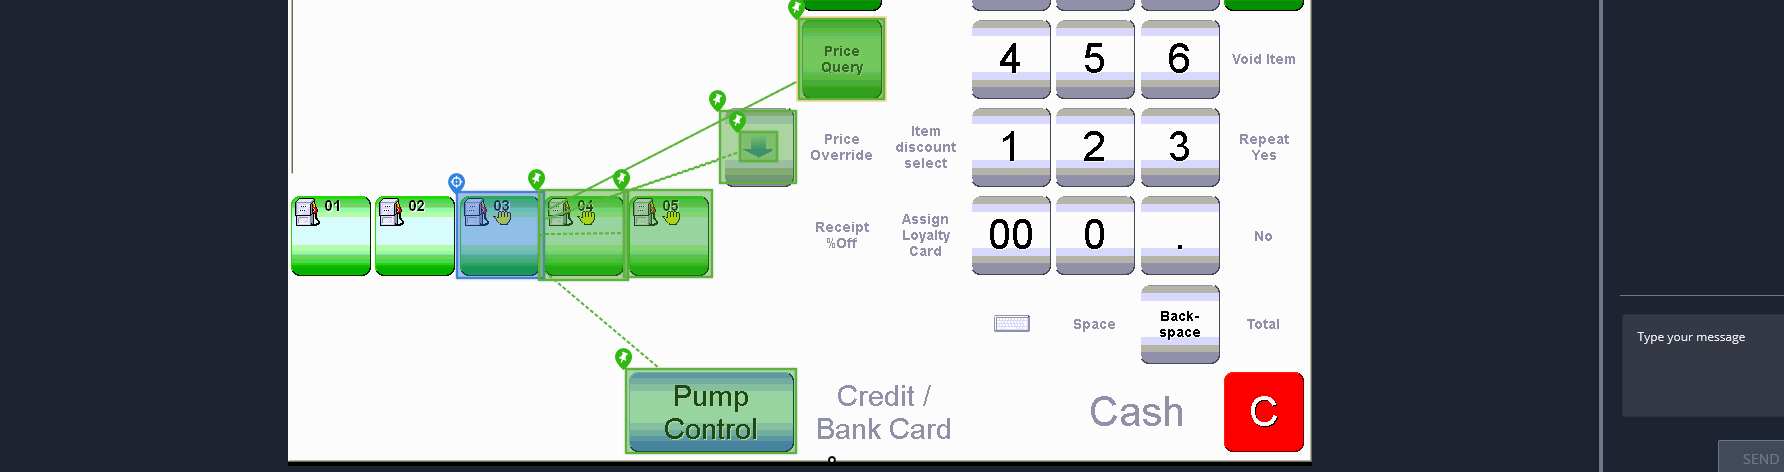 Price
Query
4
5
6
Void Item
Price
Override
Item
discount
select
1
2
3
Repeat
Yes
01
02
03
04
05
Receipt
%Off
Assign
Loyalty
Card
00
0
.
No
Space
Back-
space
Total
Type your message
Pump
Control
Credit /
Bank Card
Cash
C
SEND